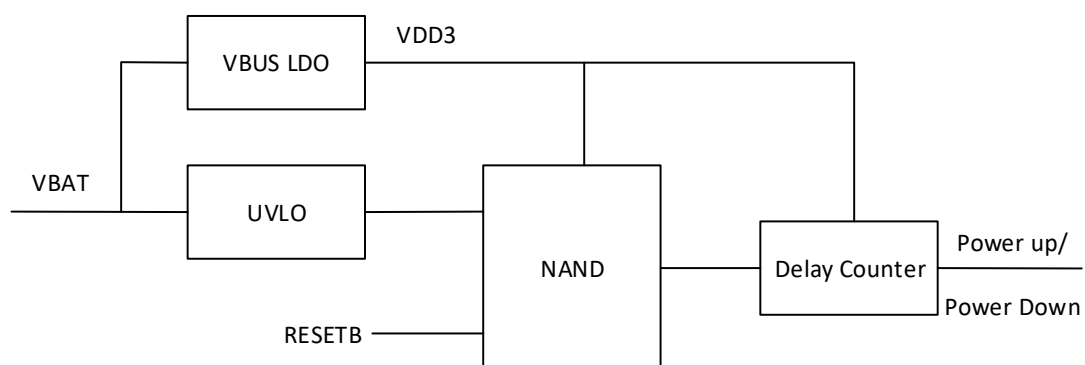 VBUS LDO
VDD3
VBAT
UVLO
NAND
RESETB
Delay Counter
Power up/
Power Down